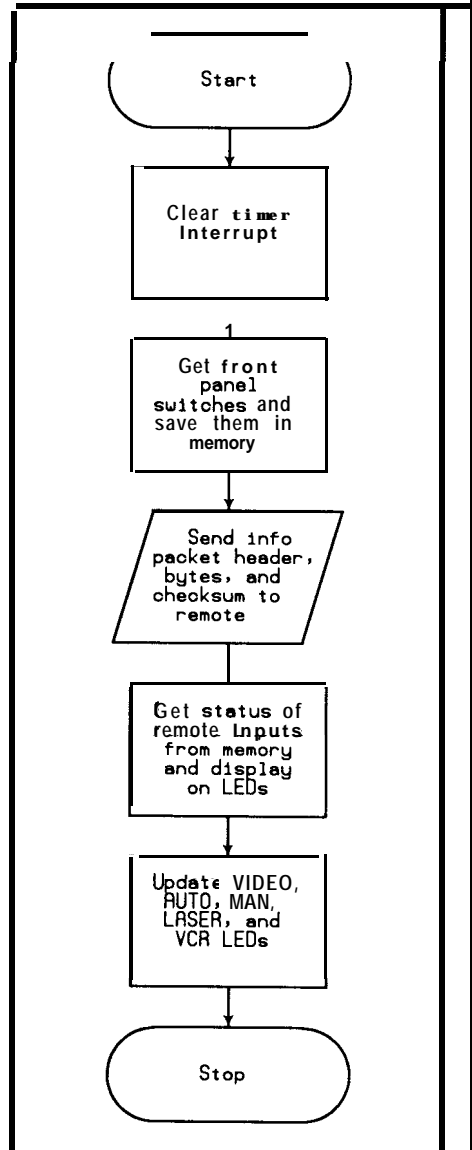 Start
Clear timer
Interrupt
1
Get front
panel
switches and
save them in
memory
Send info
packet header,
bytes, and
checksum to
remote
Get status of
remote Inputs
from memory
and display
on LEDs
Update VIDEO,
AUTO, MAN,
LASER, and
VCR LEDs
Stop